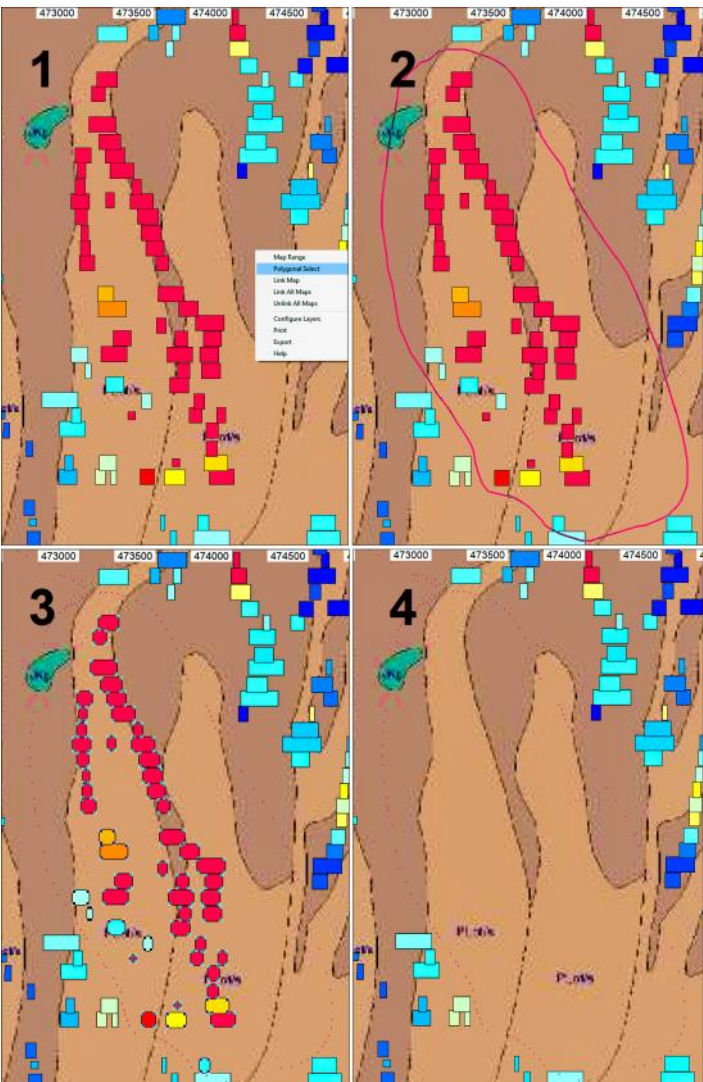 473000 473500 474000 474500
473000 473500 474000 474500
1
2
Map Range
Polygonal Select
Link Map
Link All Maps
Unlink All Maps
Configure Layers
Print
Export
Help
473000 473500 474000 474500
473000 473500 474000 474500
3
4